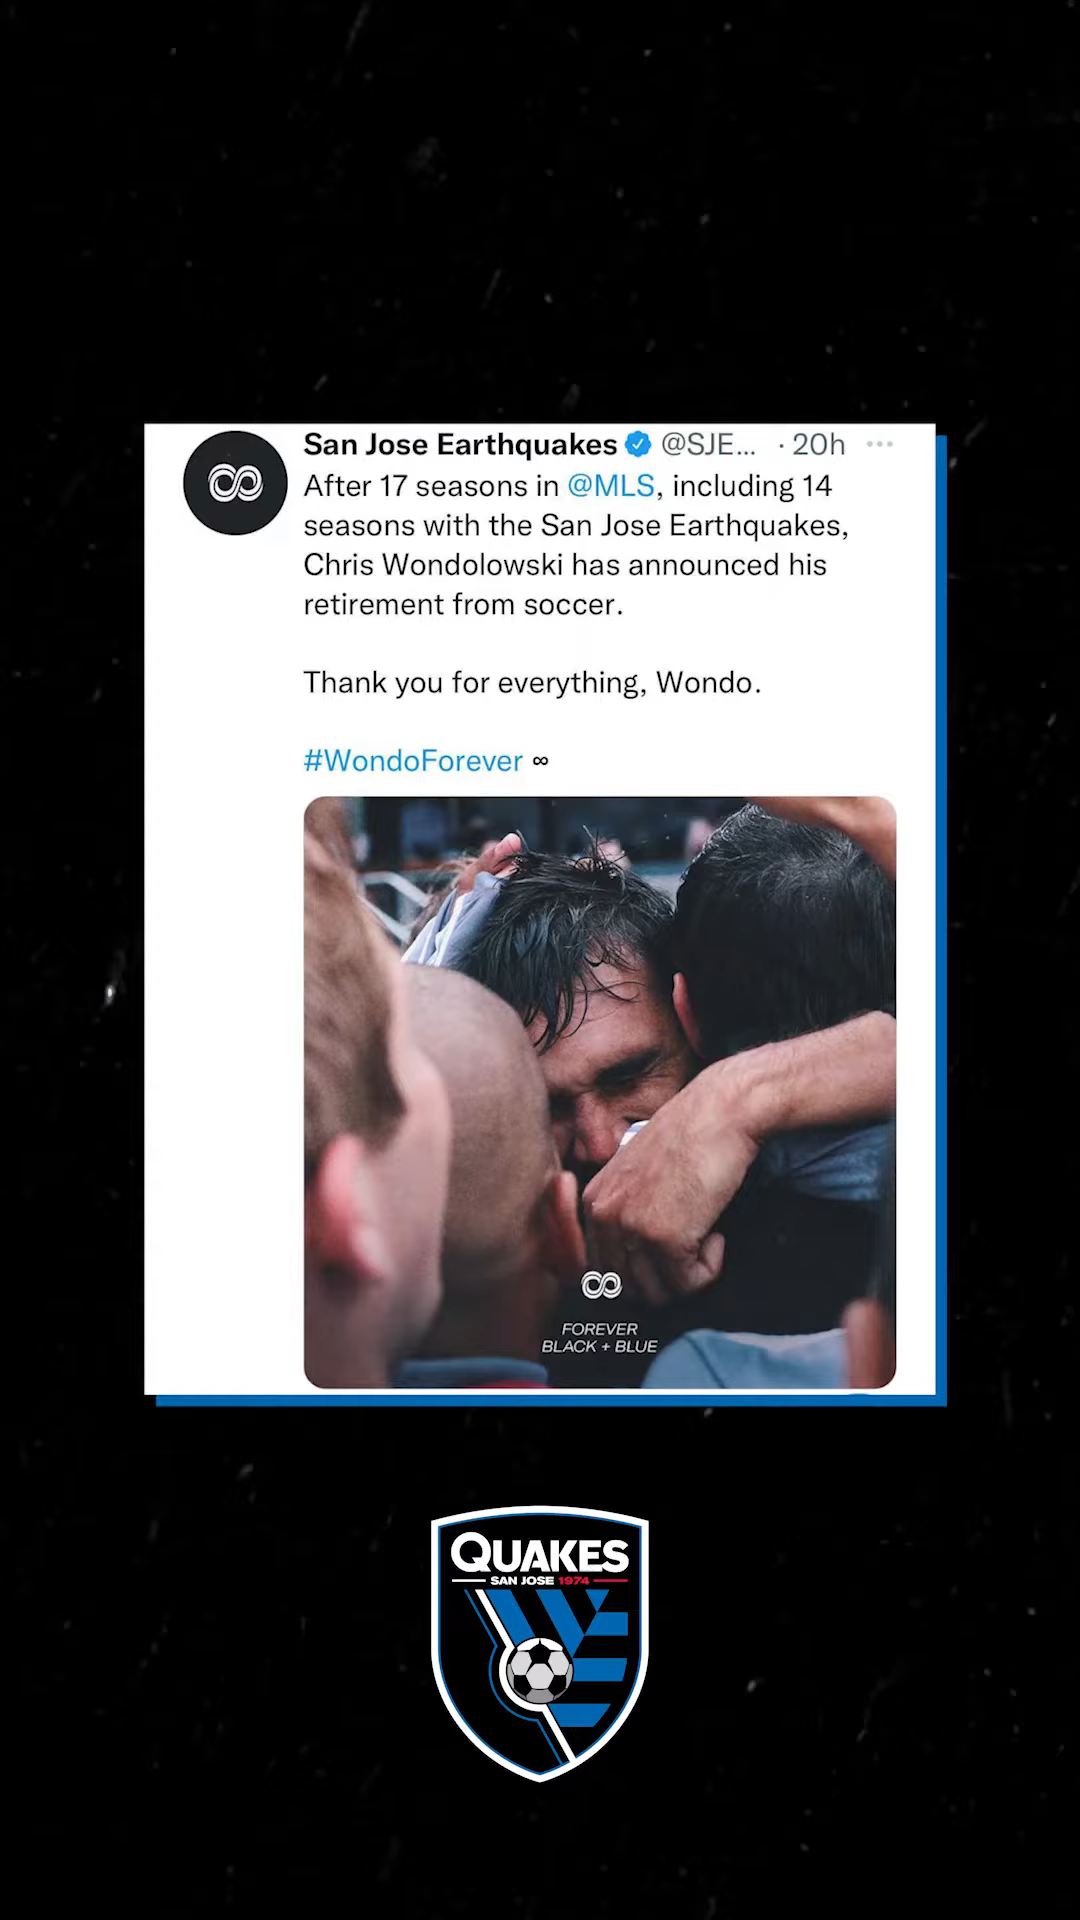 San Jose Earthquakes @SJE... · 20h
After 17 seasons in @MLS, including 14
seasons with the San Jose Earthquakes,
Chris Wondolowski has announced his
retirement from soccer.
Thank you for everything, Wondo.
#WondoForever ∞
FOREVER
BLACK + BLUE
QUAKES
SAN JOSE 1974